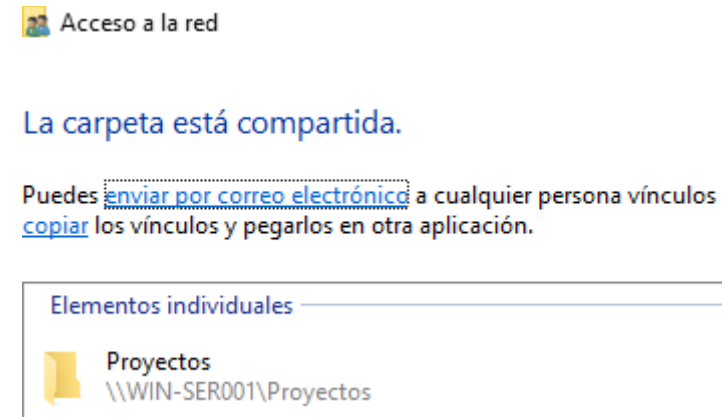 Acceso a la red
La carpeta está compartida.
Puedes enviar por correo electrónico a cualquier persona vínculos
copiar los vínculos y pegarlos en otra aplicación.
Elementos individuales
Proyectos
\\WIN-SER001\Proyectos